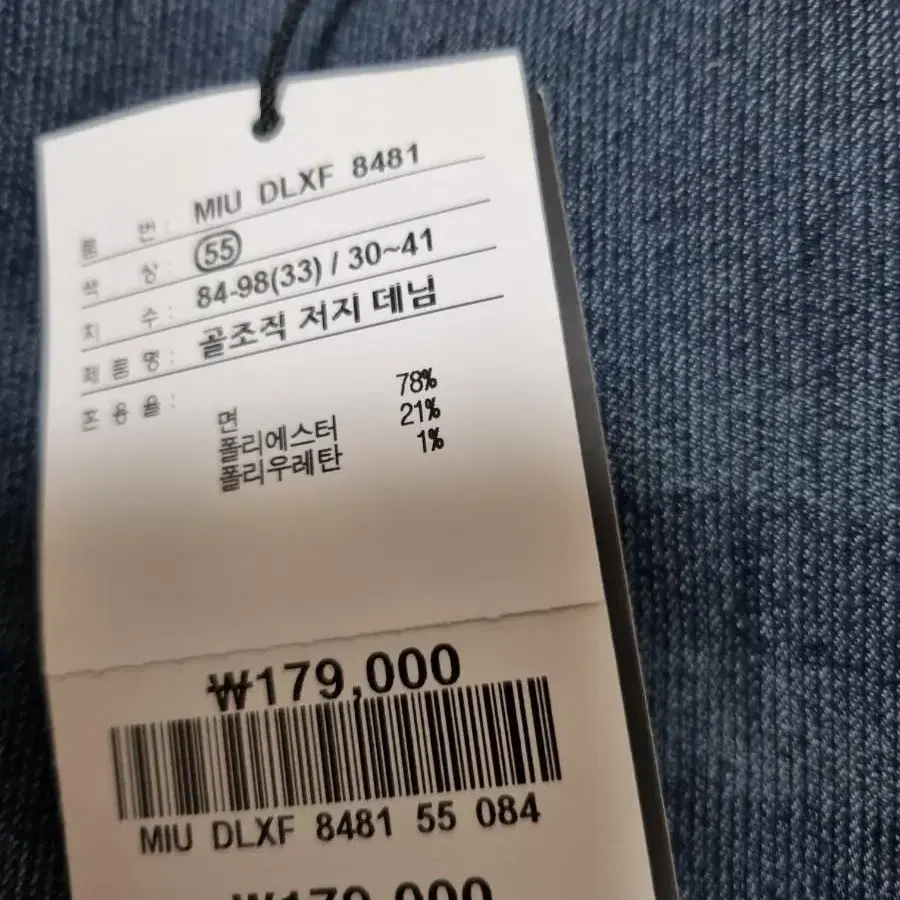 품 번 : MIU DLXF 8481
색 상 : 55
치 수 : 84-98(33) / 30~41
제 품 명 : 골조직 저지 데님
혼 용 율 :
면 78%
폴리에스터 21%
폴리우레탄 1%
₩179,000
MIU DLXF 8481 55 084
₩179,000